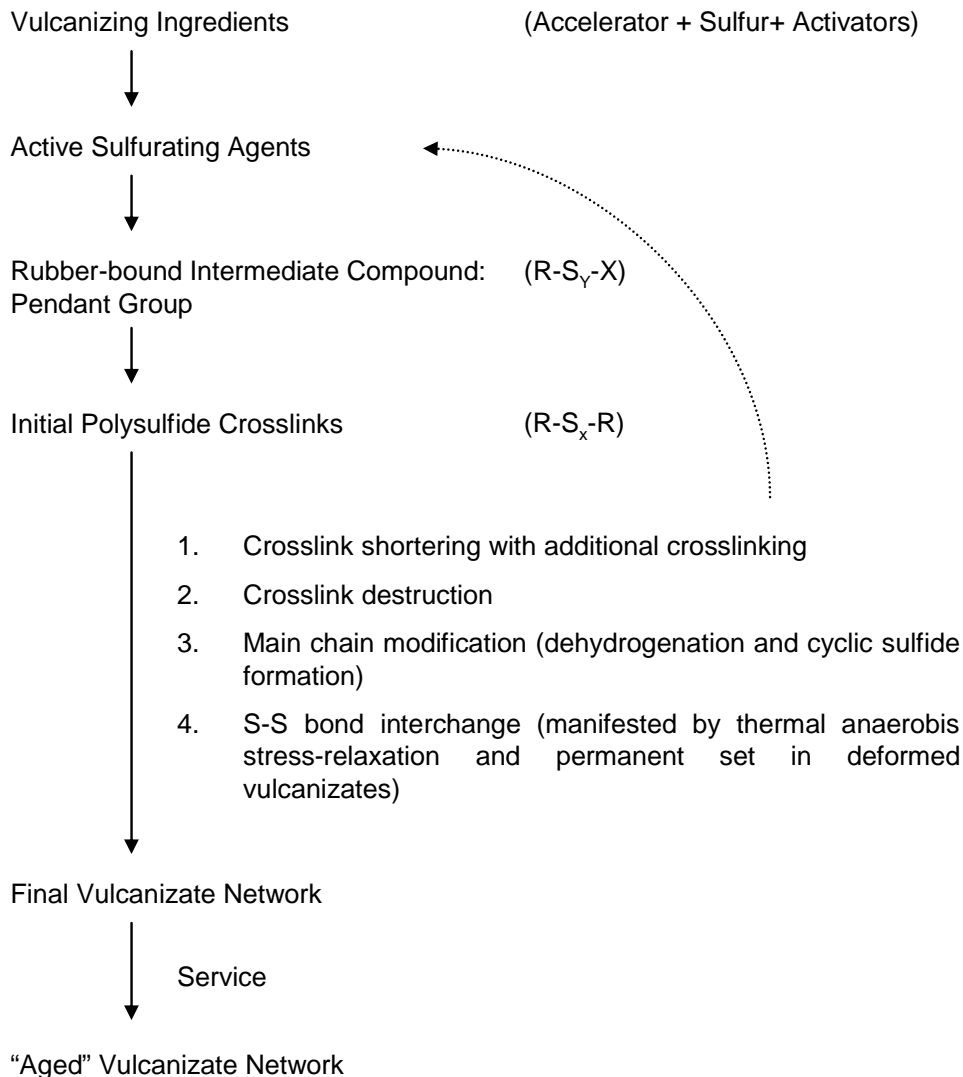 Vulcanizing Ingredients (Accelerator + Sulfur+ Activators)
Active Sulfurating Agents
Rubber-bound Intermediate Compound: (R-S_Y-X)
Pendant Group
Initial Polysulfide Crosslinks (R-S_x-R)
1. Crosslink shortering with additional crosslinking
2. Crosslink destruction
3. Main chain modification (dehydrogenation and cyclic sulfide
formation)
4. S-S bond interchange (manifested by thermal anaerobis
stress-relaxation and permanent set in deformed
vulcanizates)
Final Vulcanizate Network
Service
“Aged” Vulcanizate Network